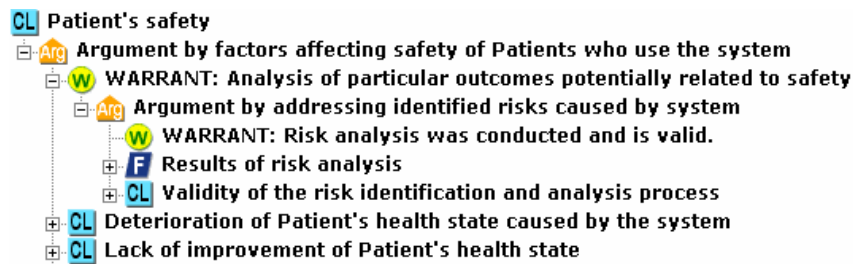 CL Patient's safety
Arg Argument by factors affecting safety of Patients who use the system
W WARRANT: Analysis of particular outcomes potentially related to safety
Arg Argument by addressing identified risks caused by system
W WARRANT: Risk analysis was conducted and is valid.
F Results of risk analysis
CL Validity of the risk identification and analysis process
CL Deterioration of Patient's health state caused by the system
CL Lack of improvement of Patient's health state